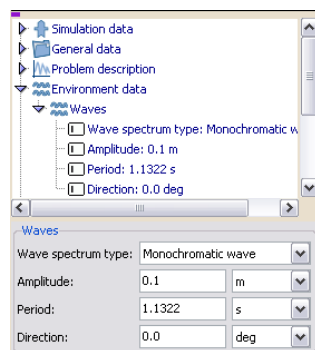 Simulation data
General data
Problem description
Environment data
Waves
Wave spectrum type: Monochromatic w
Amplitude: 0.1 m
Period: 1.1322 s
Direction: 0.0 deg
Waves
Wave spectrum type: Monochromatic wave
Amplitude: 0.1 m
Period: 1.1322 s
Direction: 0.0 deg